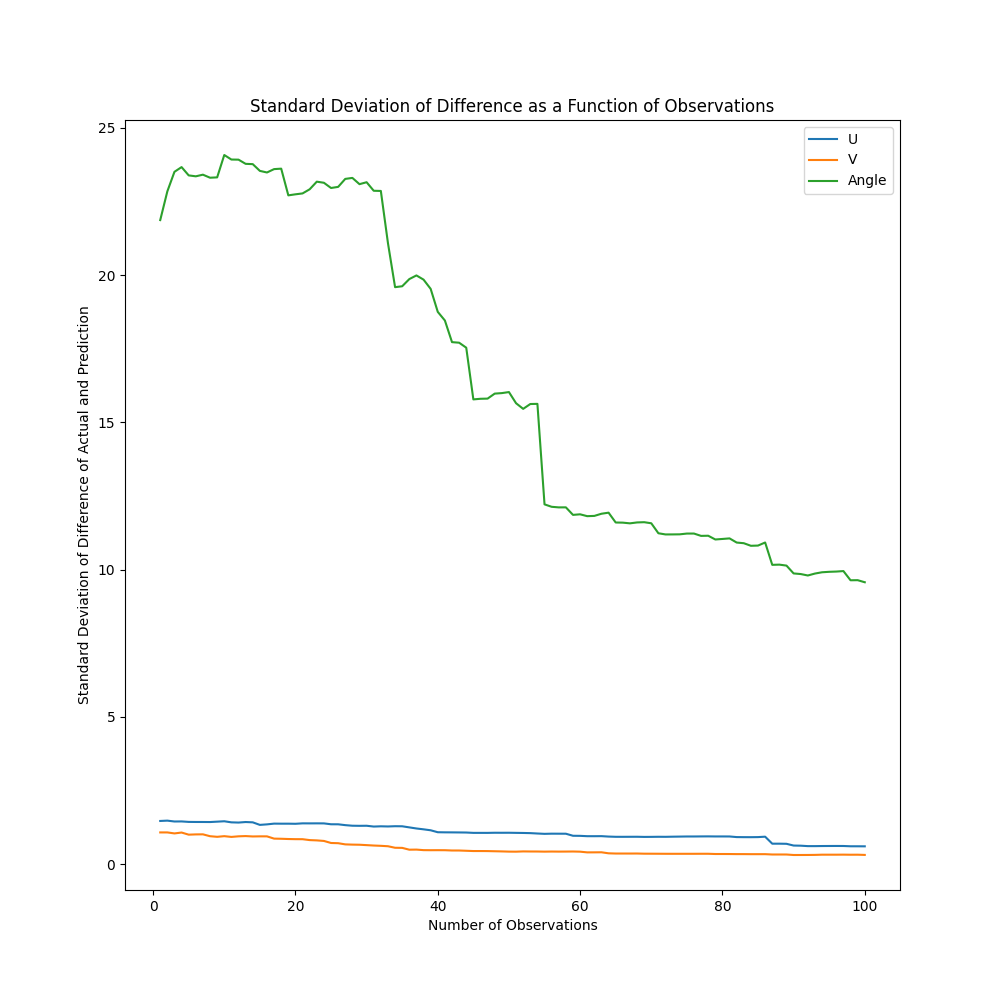 Standard Deviation of Difference as a Function of Observations
U
V
Angle
25
20
15
10
5
0
Standard Deviation of Difference of Actual and Prediction
0 20 40 60 80 100
Number of Observations